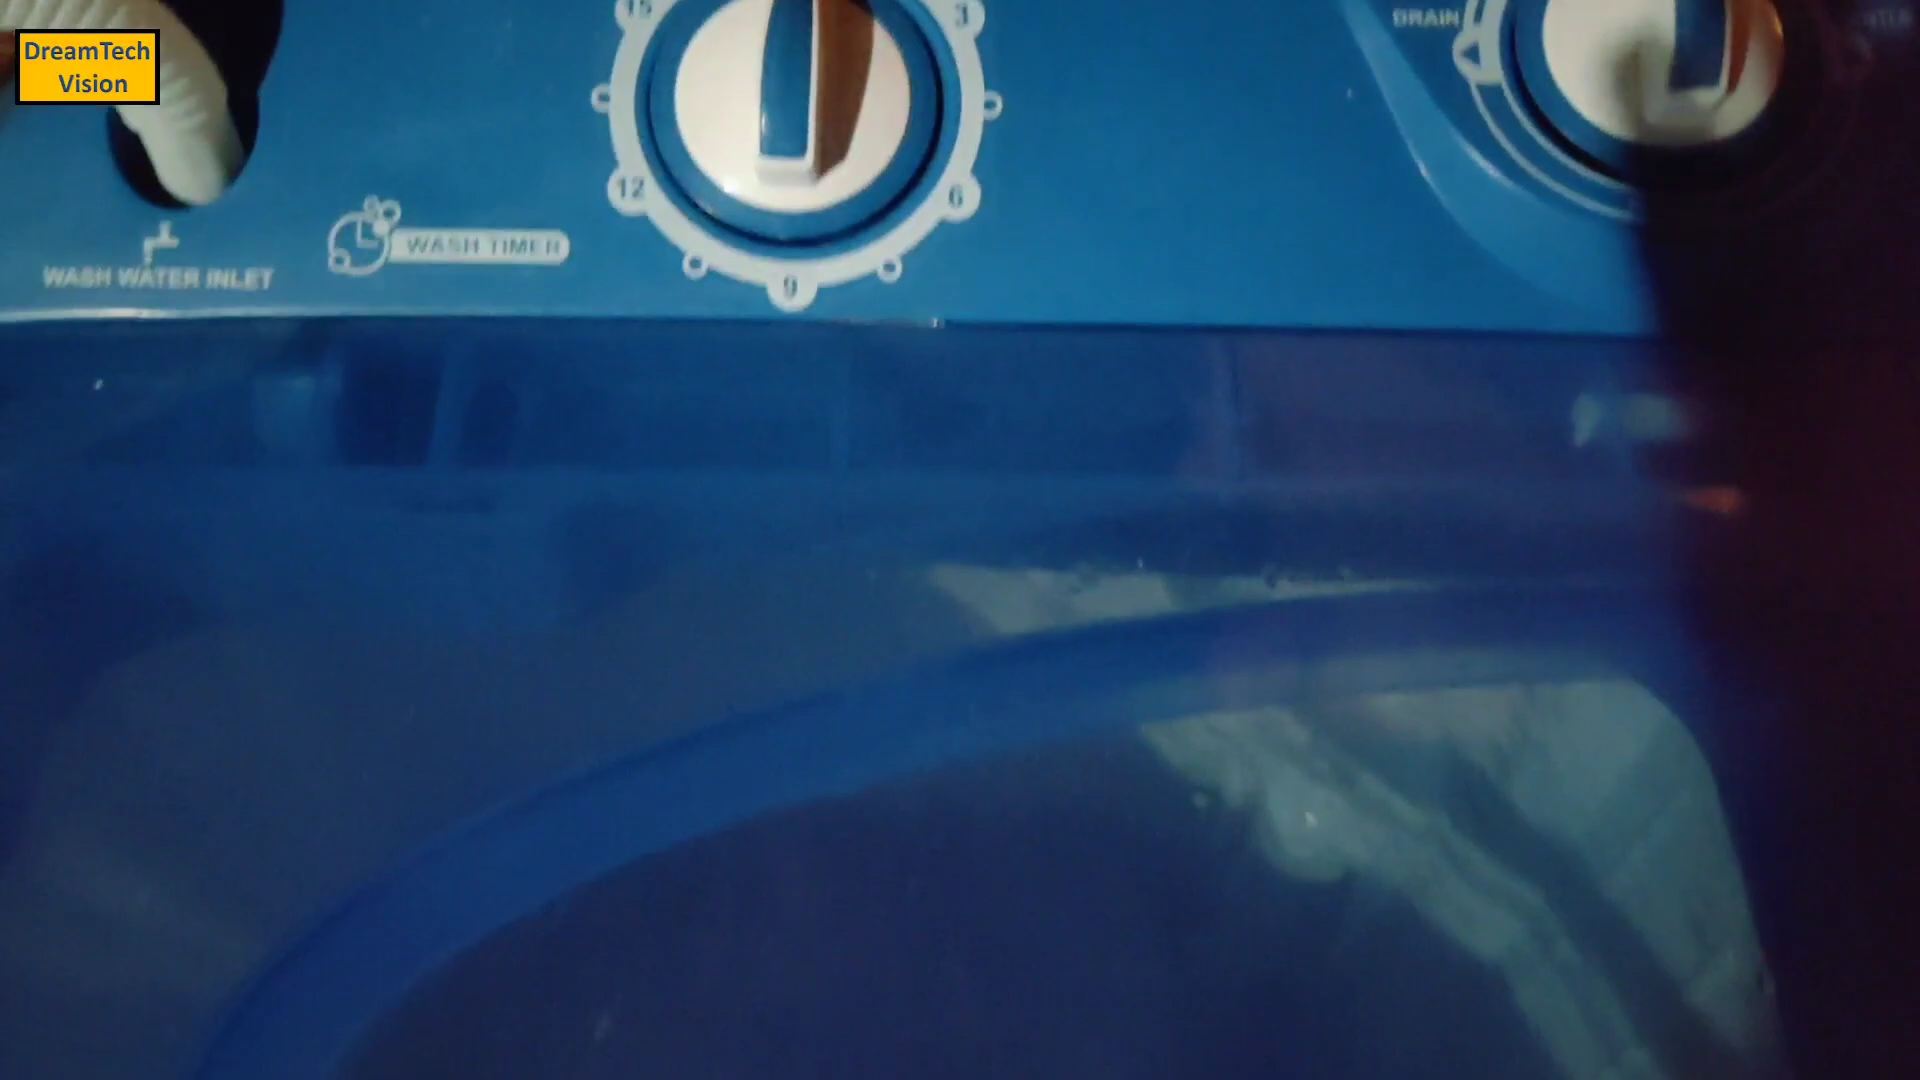 DreamTech
Vision
15
3
DRAIN
12
6
WASH TIMER
WASH WATER INLET
9